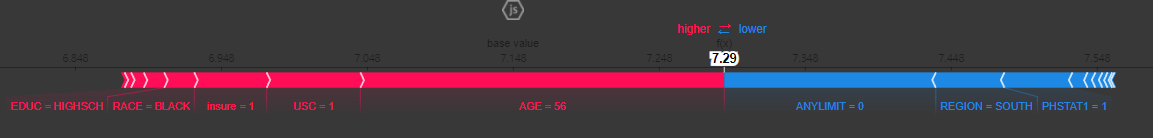 js
higher lower
base value f(x)
6.848 6.948 7.048 7.148 7.248 7.29 7.348 7.448 7.548
EDUC = HIGHSCH RACE = BLACK insure = 1 USC = 1 AGE = 56 ANYLIMIT = 0 REGION = SOUTH PHSTAT1 = 1